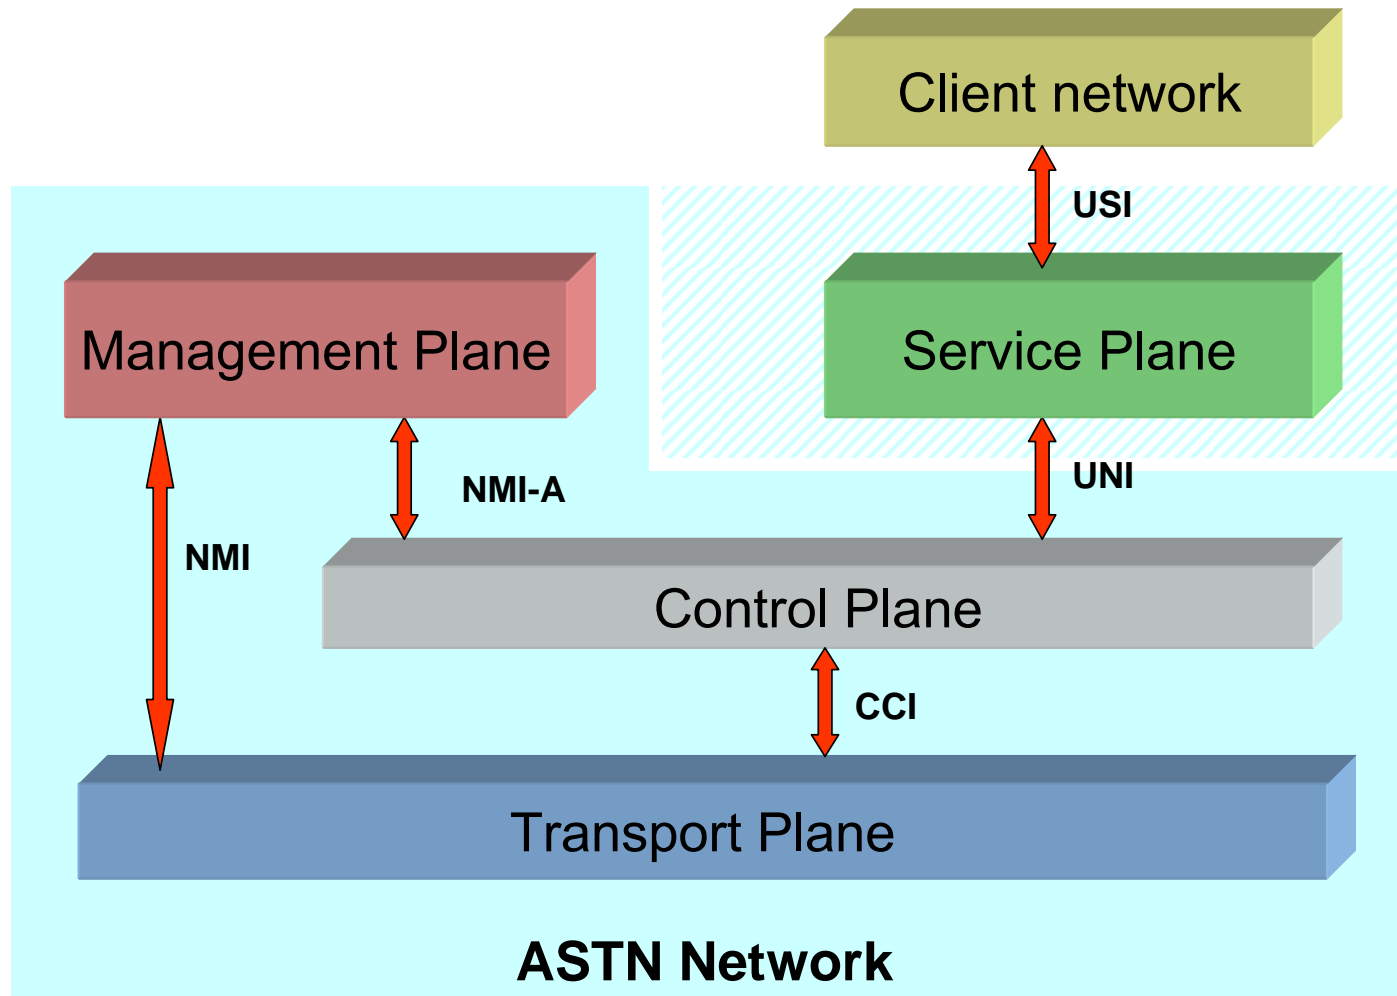 Client network
USI
Management Plane
Service Plane
NMI-A
UNI
NMI
Control Plane
CCI
Transport Plane
ASTN Network